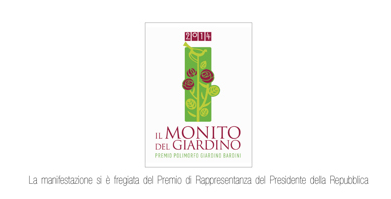 2014
IL MONITO
DEL GIARDINO
PREMIO POLIMORTO GIARDINO BARDINI
La manifestazione si è fregiata del Premio di Rappresentanza del Presidente della Repubblica